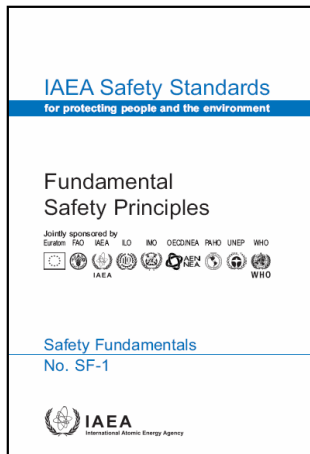 IAEA Safety Standards
for protecting people and the environment
Fundamental
Safety Principles
Jointly sponsored by
Euratom FAO IAEA ILO IMO OECD/NEA PAHO UNEP WHO
AEN
NEA
IAEA
WHO
Safety Fundamentals
No. SF-1
IAEA
International Atomic Energy Agency